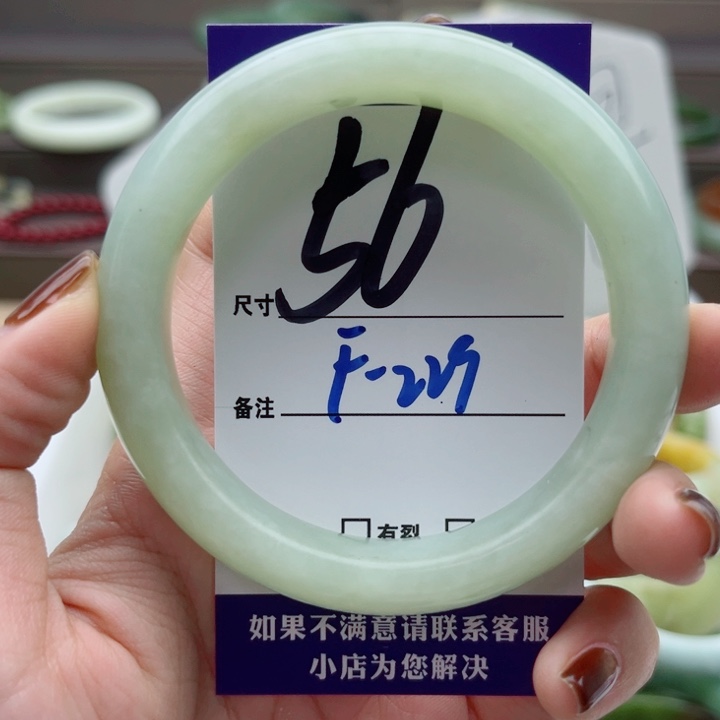 尺寸 56
备注 F-229
□ 有裂
如果不满意请联系客服
小店为您解决